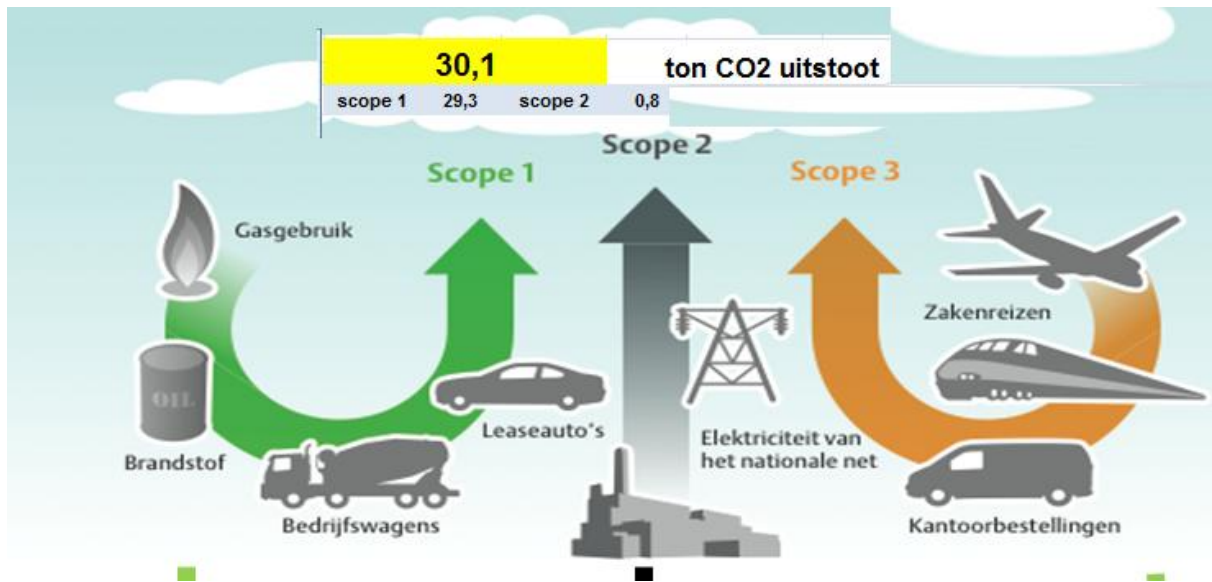 30,1 ton CO2 uitstoot
scope 1 29,3 scope 2 0,8
Scope 2
Scope 1
Scope 3
Gasgebruik
Zakenreizen
OIL
Leaseauto's
Elektriciteit van
het nationale net
Brandstof
Bedrijfswagens
Kantoorbestellingen